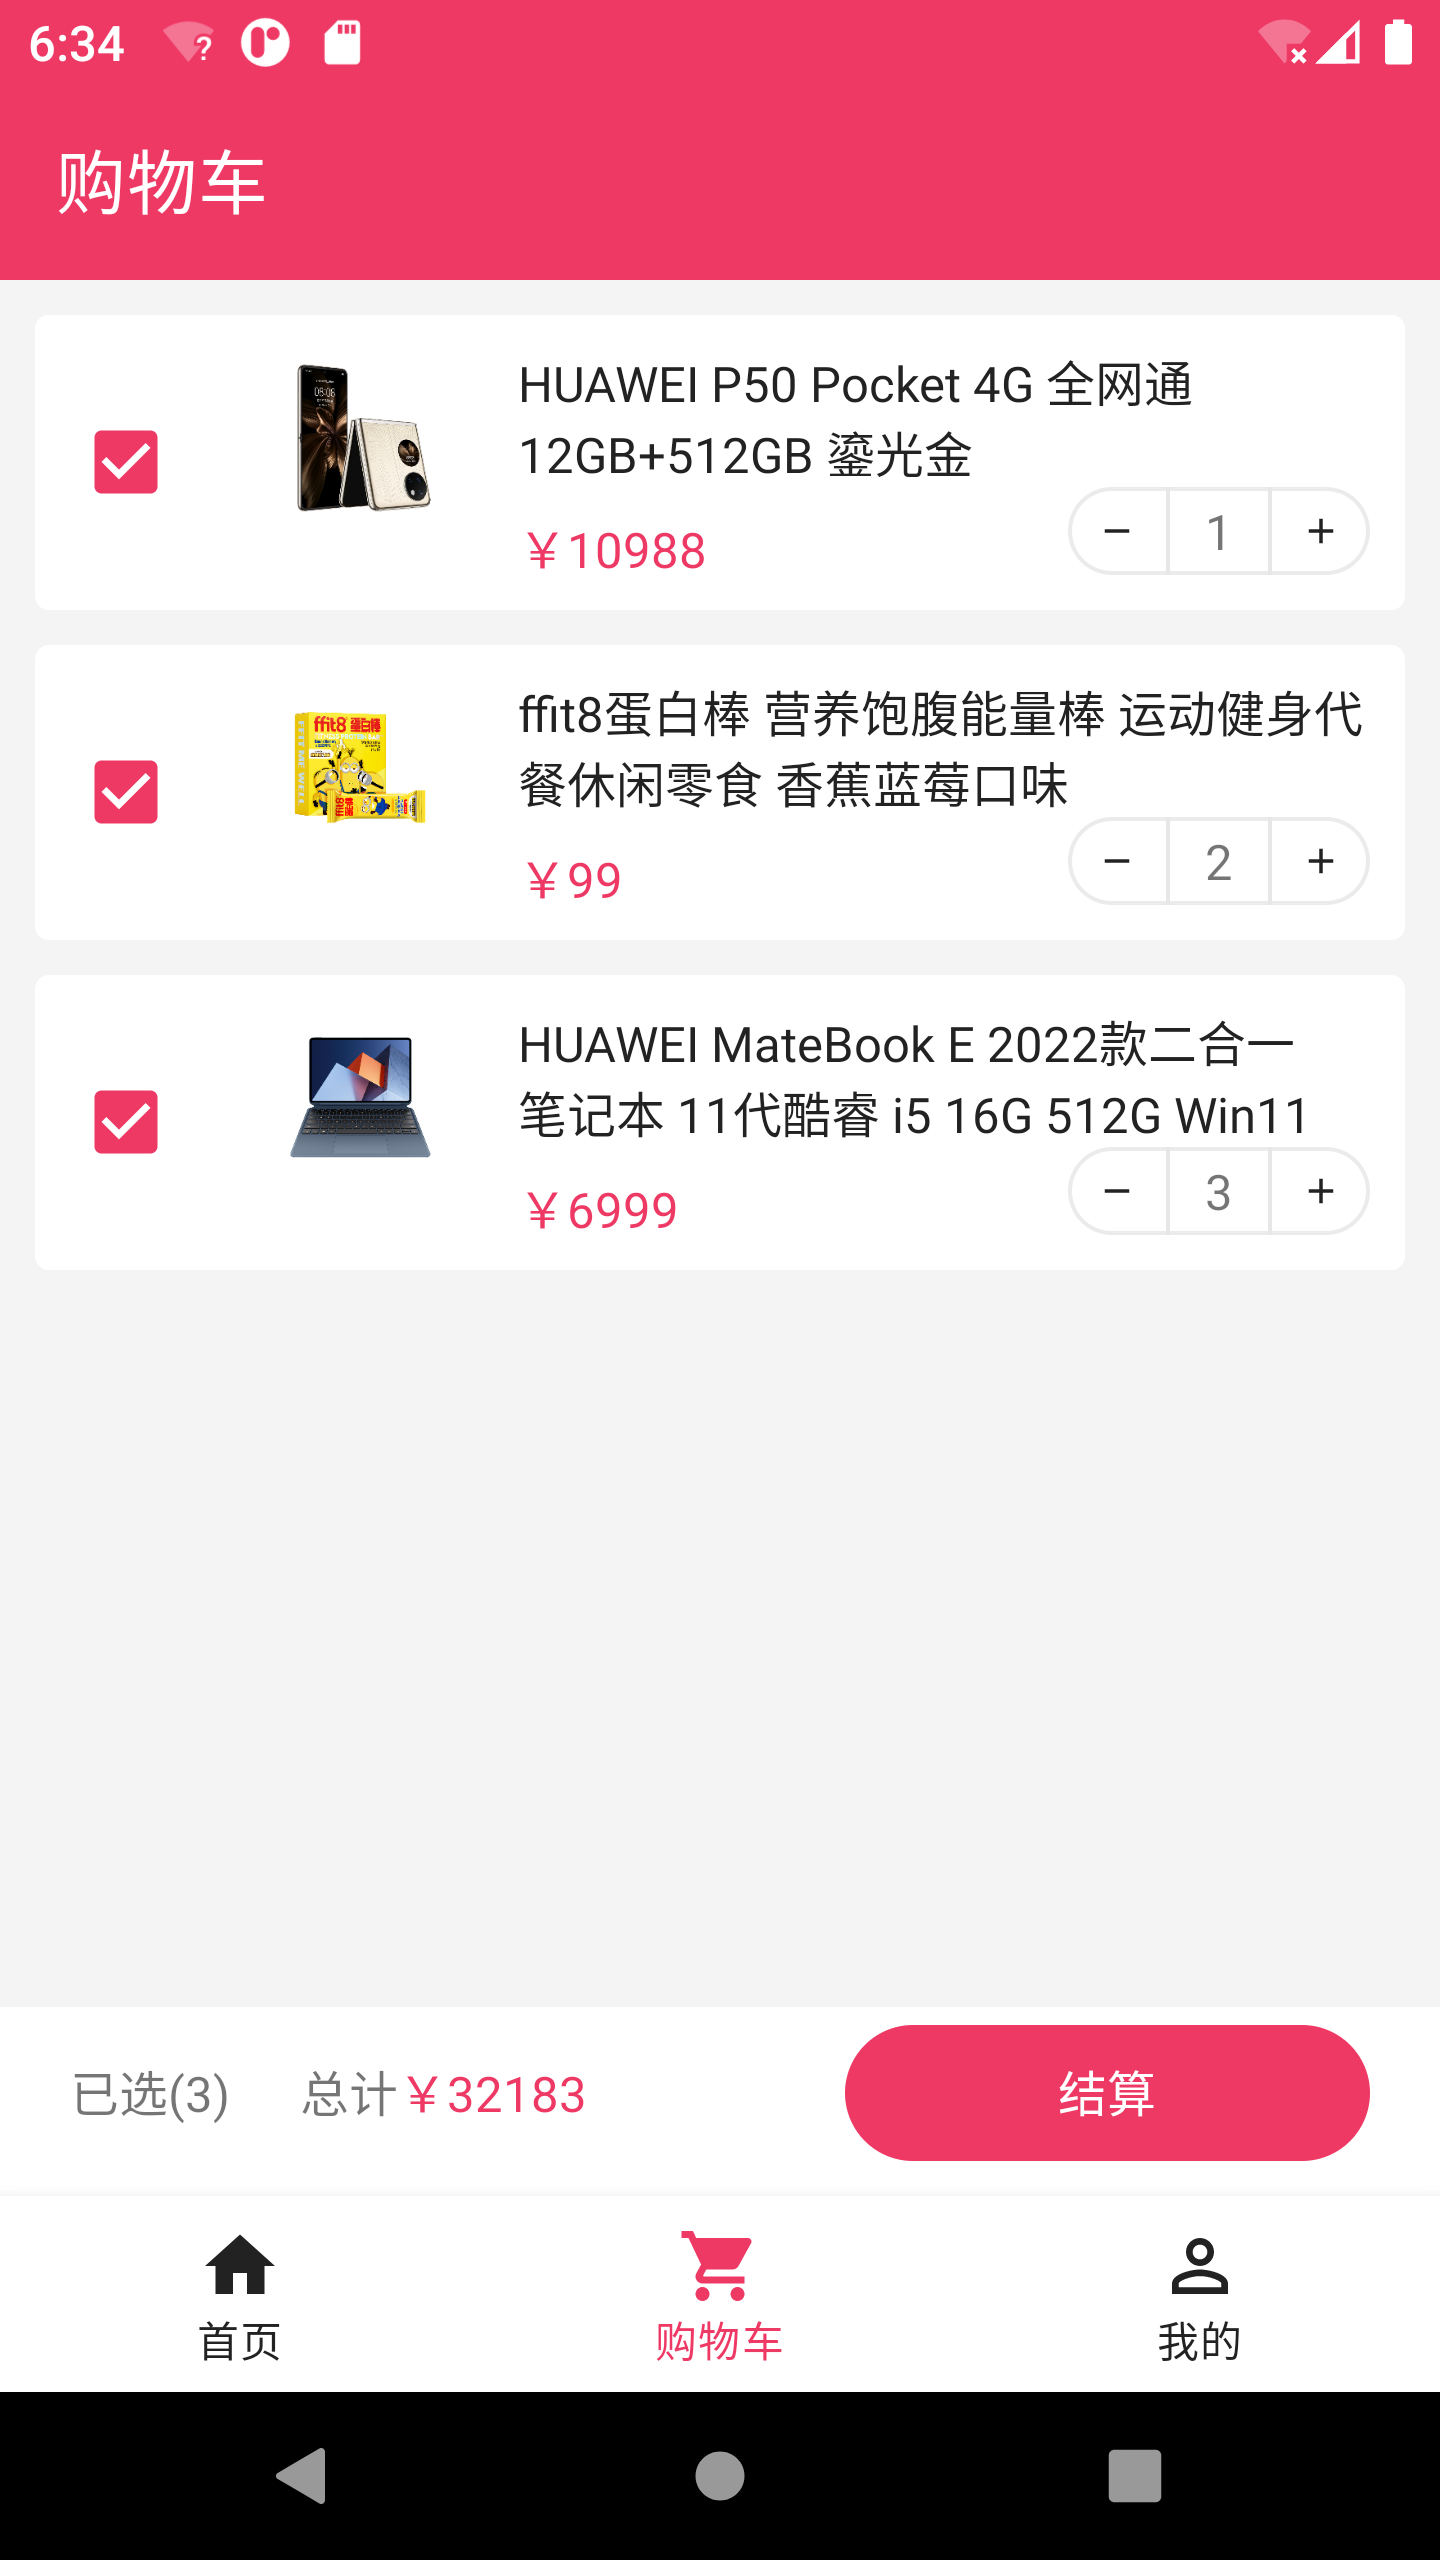 6:34
购物车
HUAWEI P50 Pocket 4G 全网通
12GB+512GB 鎏光金
￥10988
1
ffit8蛋白棒 营养饱腹能量棒 运动健身代
餐休闲零食 香蕉蓝莓口味
￥99
2
HUAWEI MateBook E 2022款二合一
笔记本 11代酷睿 i5 16G 512G Win11
￥6999
3
已选(3) 总计￥32183 结算
首页 购物车 我的